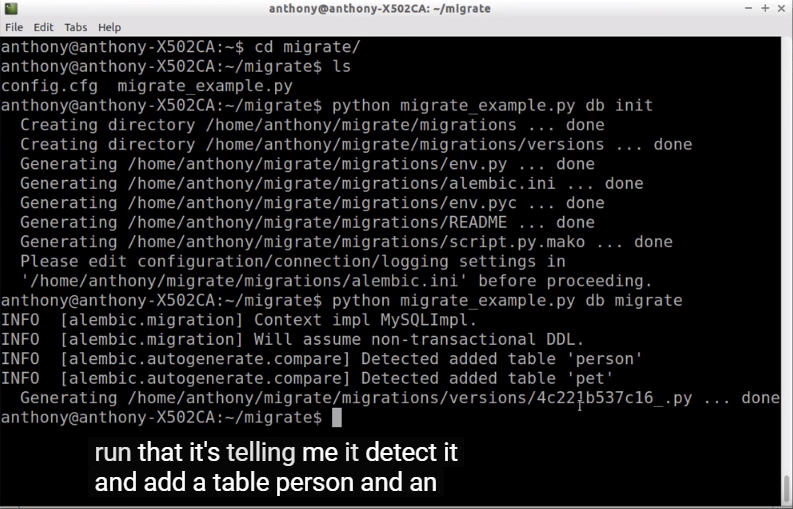 anthony@anthony-X502CA: ~/migrate
File Edit Tabs Help
anthony@anthony-X502CA:~$ cd migrate/
anthony@anthony-X502CA:~/migrate$ ls
config.cfg  migrate_example.py
anthony@anthony-X502CA:~/migrate$ python migrate_example.py db init
  Creating directory /home/anthony/migrate/migrations ... done
  Creating directory /home/anthony/migrate/migrations/versions ... done
  Generating /home/anthony/migrate/migrations/env.py ... done
  Generating /home/anthony/migrate/migrations/alembic.ini ... done
  Generating /home/anthony/migrate/migrations/env.pyc ... done
  Generating /home/anthony/migrate/migrations/README ... done
  Generating /home/anthony/migrate/migrations/script.py.mako ... done
  Please edit configuration/connection/logging settings in
  '/home/anthony/migrate/migrations/alembic.ini' before proceeding.
anthony@anthony-X502CA:~/migrate$ python migrate_example.py db migrate
INFO  [alembic.migration] Context impl MySQLImpl.
INFO  [alembic.migration] Will assume non-transactional DDL.
INFO  [alembic.autogenerate.compare] Detected added table 'person'
INFO  [alembic.autogenerate.compare] Detected added table 'pet'
  Generating /home/anthony/migrate/migrations/versions/4c221b537c16_.py ... done
anthony@anthony-X502CA:~/migrate$
run that it's telling me it detect it
and add a table person and an